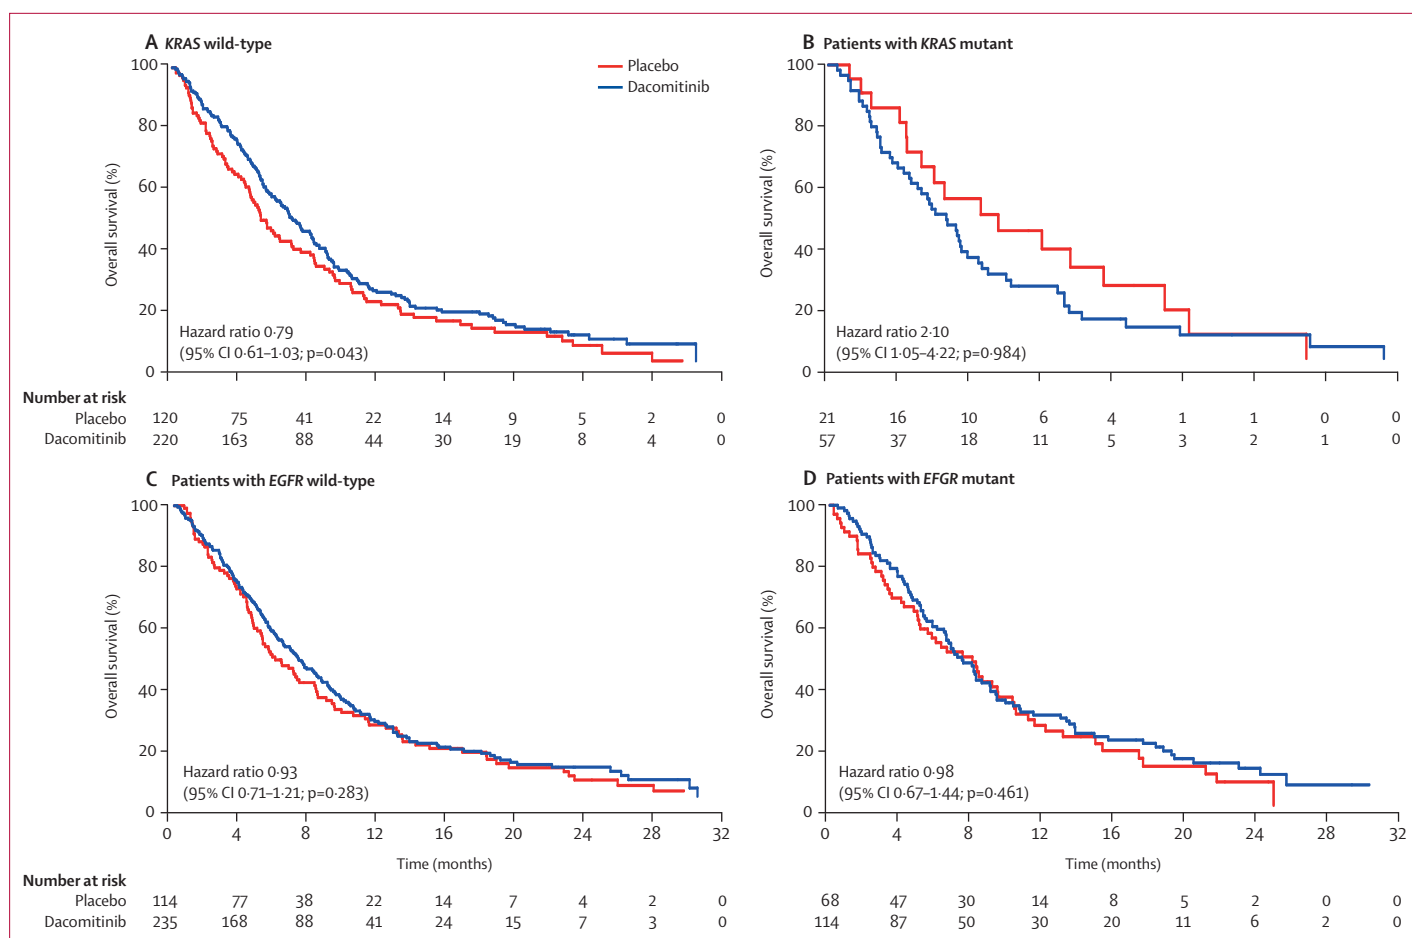 A KRAS wild-type
Placebo
Dacomitinib
Overall survival (%)
100
80
60
40
20
0
Hazard ratio 0·79
(95% CI 0·61–1·03; p=0·043)
Number at risk
Placebo 120 75 41 22 14 9 5 2 0
Dacomitinib 220 163 88 44 30 19 8 4 0
B Patients with KRAS mutant
Overall survival (%)
100
80
60
40
20
0
Hazard ratio 2·10
(95% CI 1·05–4·22; p=0·984)
21 16 10 6 4 1 1 0 0
57 37 18 11 5 3 2 1 0
C Patients with EGFR wild-type
Overall survival (%)
100
80
60
40
20
0
Hazard ratio 0·93
(95% CI 0·71–1·21; p=0·283)
0 4 8 12 16 20 24 28 32
Time (months)
Number at risk
Placebo 114 77 38 22 14 7 4 2 0
Dacomitinib 235 168 88 41 24 15 7 3 0
D Patients with EFGR mutant
Overall survival (%)
100
80
60
40
20
0
Hazard ratio 0·98
(95% CI 0·67–1·44; p=0·461)
0 4 8 12 16 20 24 28 32
Time (months)
68 47 30 14 8 5 2 0 0
114 87 50 30 20 11 6 2 0